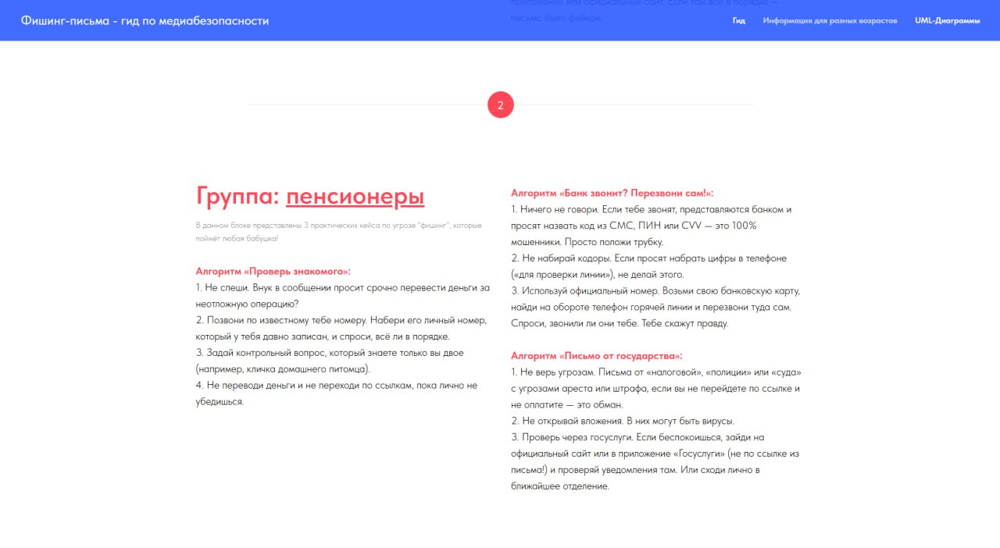 приложение или официальный сайт: если там всё в порядке —
письмо было фейком.
Фишинг-письма - гид по медиабезопасности
Гид
Информация для разных возрастов
UML-Диаграммы
2
Группа: пенсионеры
В данном блоке представлены 3 практических кейса по угрозе "фишинг", которые
поймёт любая бабушка!
Алгоритм «Проверь знакомого»:
1. Не спеши. Внук в сообщении просит срочно перевести деньги за
неотложную операцию?
2. Позвони по известному тебе номеру. Набери его личный номер,
который у тебя давно записан, и спроси, всё ли в порядке.
3. Задай контрольный вопрос, который знаете только вы двое
(например, кличка домашнего питомца).
4. Не переводи деньги и не переходи по ссылкам, пока лично не
убедишься.
Алгоритм «Банк звонит? Перезвони сам!»:
1. Ничего не говори. Если тебе звонят, представляются банком и
просят назвать код из СМС, ПИН или CVV — это 100%
мошенники. Просто положи трубку.
2. Не набирай кодоры. Если просят набрать цифры в телефоне
(«для проверки линии»), не делай этого.
3. Используй официальный номер. Возьми свою банковскую карту,
найди на обороте телефон горячей линии и перезвони туда сам.
Спроси, звонили ли они тебе. Тебе скажут правду.
Алгоритм «Письмо от государства»:
1. Не верь угрозам. Письма от «налоговой», «полиции» или «суда»
с угрозами ареста или штрафа, если вы не перейдете по ссылке и
не оплатите — это обман.
2. Не открывай вложения. В них могут быть вирусы.
3. Проверь через госуслуги. Если беспокоишься, зайди на
официальный сайт или в приложение «Госуслуги» (не по ссылке из
письма!) и проверяй уведомления там. Или сходи лично в
ближайшее отделение.